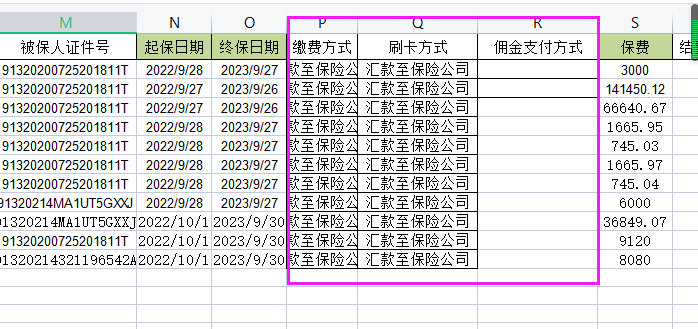 M N O P Q R S
被保人证件号 起保日期 终保日期 缴费方式 刷卡方式 佣金支付方式 保费
91320200725201811T 2022/9/28 2023/9/27 款至保险公 汇款至保险公司 3000
91320200725201811T 2022/9/27 2023/9/26 款至保险公 汇款至保险公司 141450.12
91320200725201811T 2022/9/27 2023/9/26 款至保险公 汇款至保险公司 66640.67
91320200725201811T 2022/9/28 2023/9/27 款至保险公 汇款至保险公司 1665.95
91320200725201811T 2022/9/28 2023/9/27 款至保险公 汇款至保险公司 745.03
91320200725201811T 2022/9/28 2023/9/27 款至保险公 汇款至保险公司 1665.97
91320200725201811T 2022/9/28 2023/9/27 款至保险公 汇款至保险公司 745.04
91320214MA1UT5GXXJ 2022/9/28 2023/9/27 款至保险公 汇款至保险公司 6000
91320214MA1UT5GXXJ 2022/10/1 2023/9/30 款至保险公 汇款至保险公司 36849.07
91320200725201811T 2022/10/1 2023/9/30 款至保险公 汇款至保险公司 9120
91320214321196542A 2022/10/1 2023/9/30 款至保险公 汇款至保险公司 8080